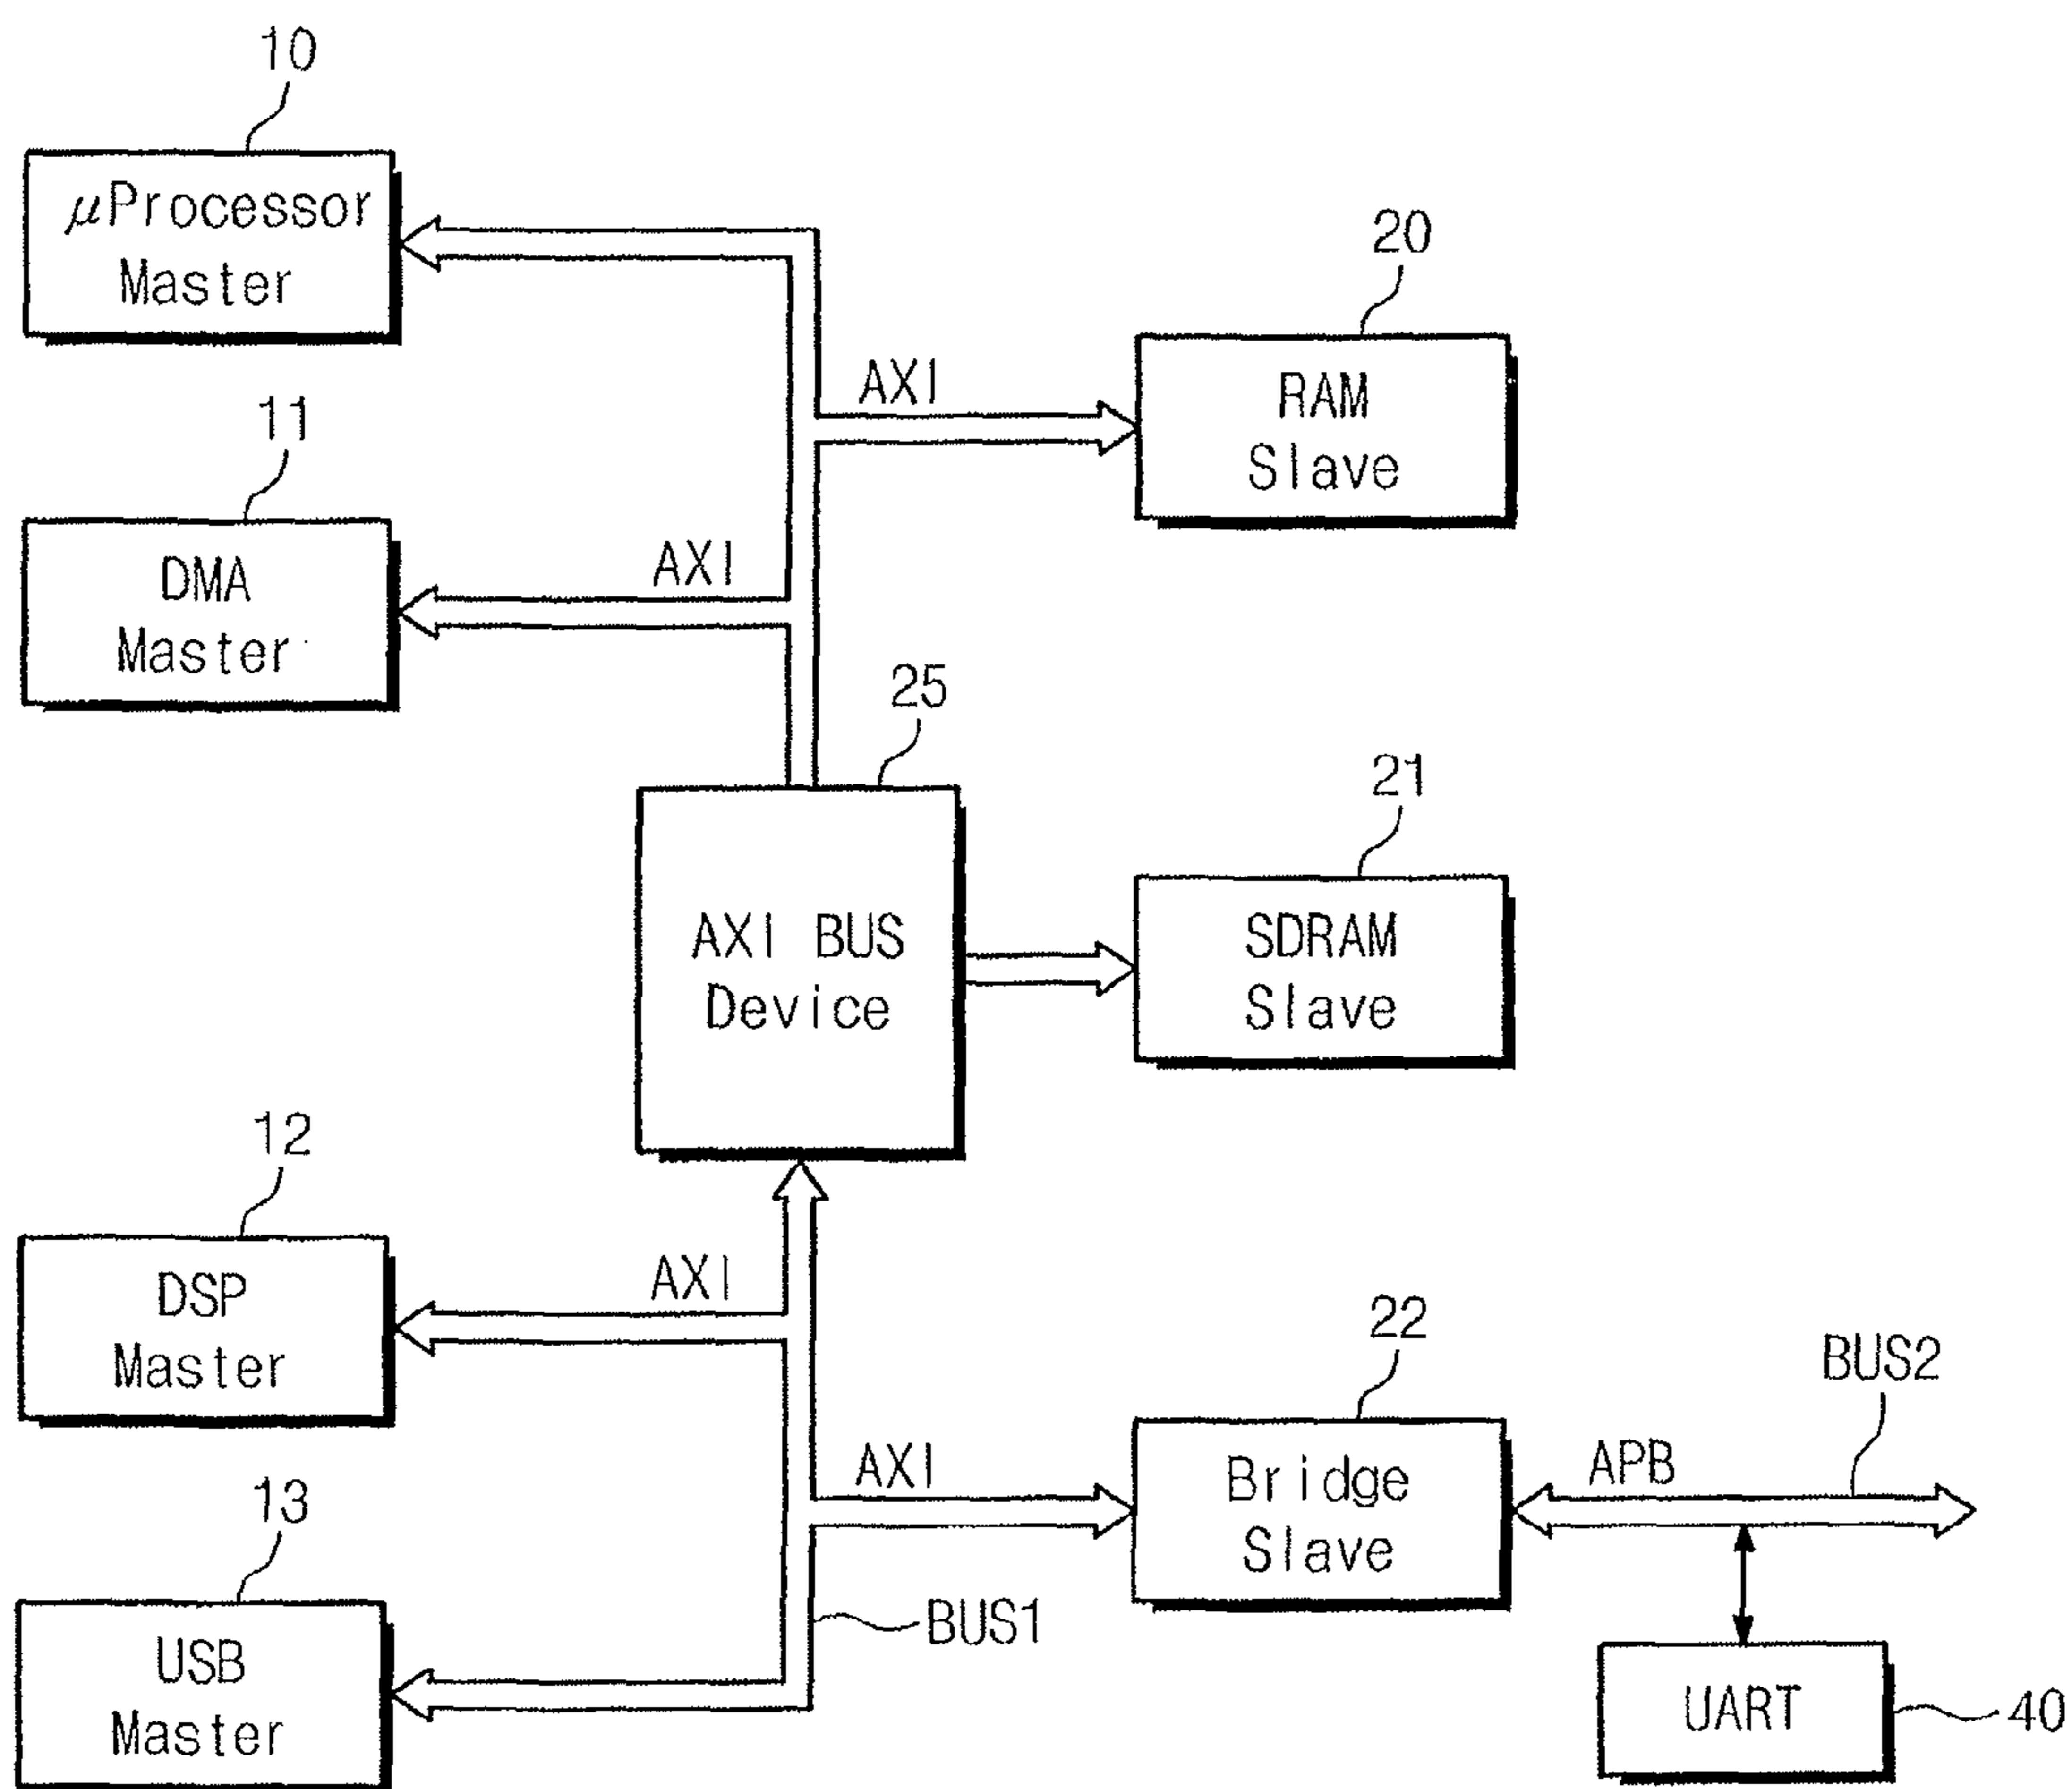 10
μProcessor
Master
20
AXI
RAM
Slave
11
AXI
DMA
Master
25
21
AXI BUS
Device
SDRAM
Slave
12
AXI
DSP
Master
22
BUS2
AXI
Bridge
Slave
APB
13
BUS1
USB
Master
UART
40